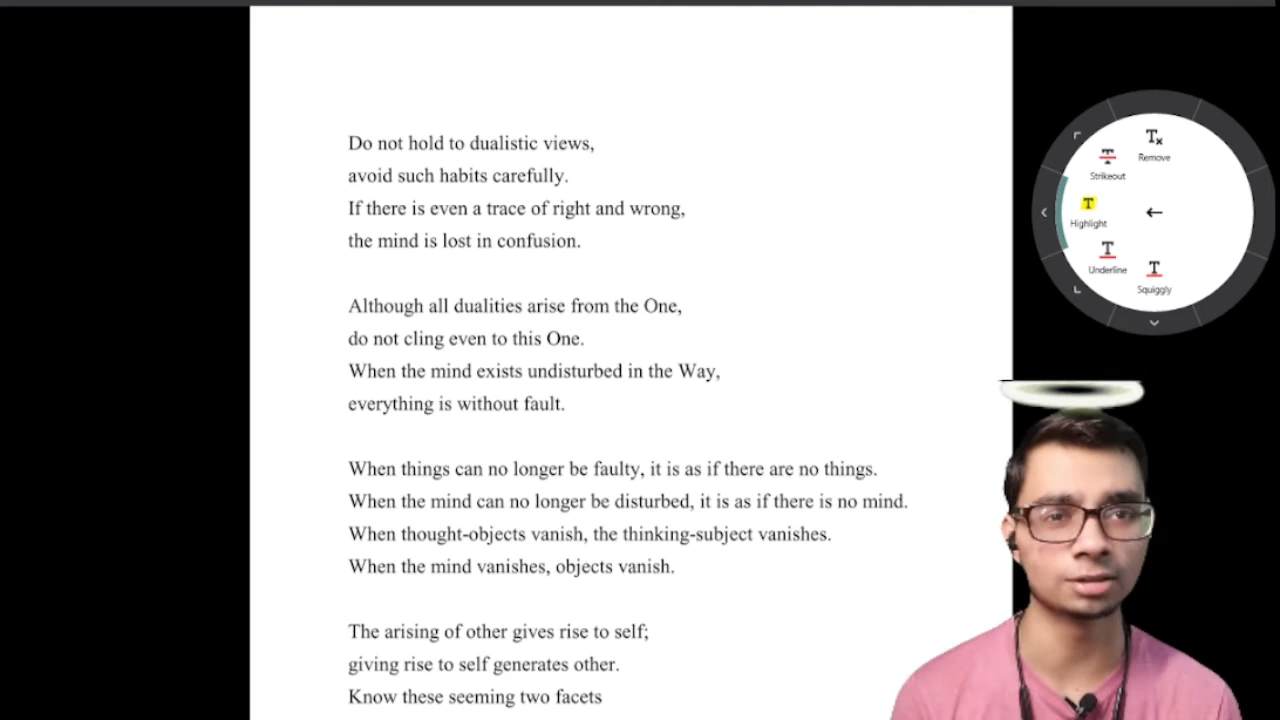 Do not hold to dualistic views,
avoid such habits carefully.
If there is even a trace of right and wrong,
the mind is lost in confusion.
Although all dualities arise from the One,
do not cling even to this One.
When the mind exists undisturbed in the Way,
everything is without fault.
When things can no longer be faulty, it is as if there are no things.
When the mind can no longer be disturbed, it is as if there is no mind.
When thought-objects vanish, the thinking-subject vanishes.
When the mind vanishes, objects vanish.
The arising of other gives rise to self;
giving rise to self generates other.
Know these seeming two facets
Remove
Strikeout
Highlight
Underline
Squiggly